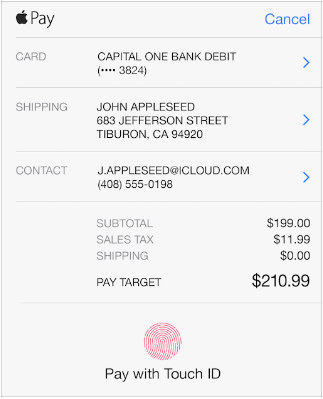 Pay Cancel
CARD CAPITAL ONE BANK DEBIT
(•••• 3824)
SHIPPING JOHN APPLESEED
683 JEFFERSON STREET
TIBURON, CA 94920
CONTACT J.APPLESEED@ICLOUD.COM
(408) 555-0198
SUBTOTAL $199.00
SALES TAX $11.99
SHIPPING $0.00
PAY TARGET $210.99
Pay with Touch ID